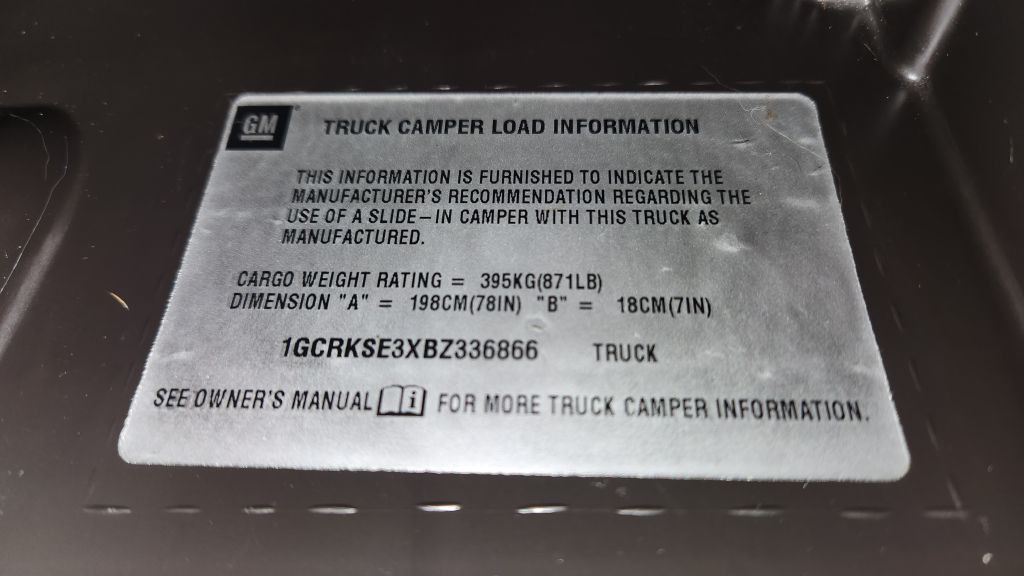 GM
TRUCK CAMPER LOAD INFORMATION
THIS INFORMATION IS FURNISHED TO INDICATE THE
MANUFACTURER'S RECOMMENDATION REGARDING THE
USE OF A SLIDE-IN CAMPER WITH THIS TRUCK AS
MANUFACTURED.
CARGO WEIGHT RATING = 395KG(871LB)
DIMENSION "A" = 198CM(78IN) "B" = 18CM(7IN)
1GCRKSE3XBZ336866 TRUCK
SEE OWNER'S MANUAL i FOR MORE TRUCK CAMPER INFORMATION.